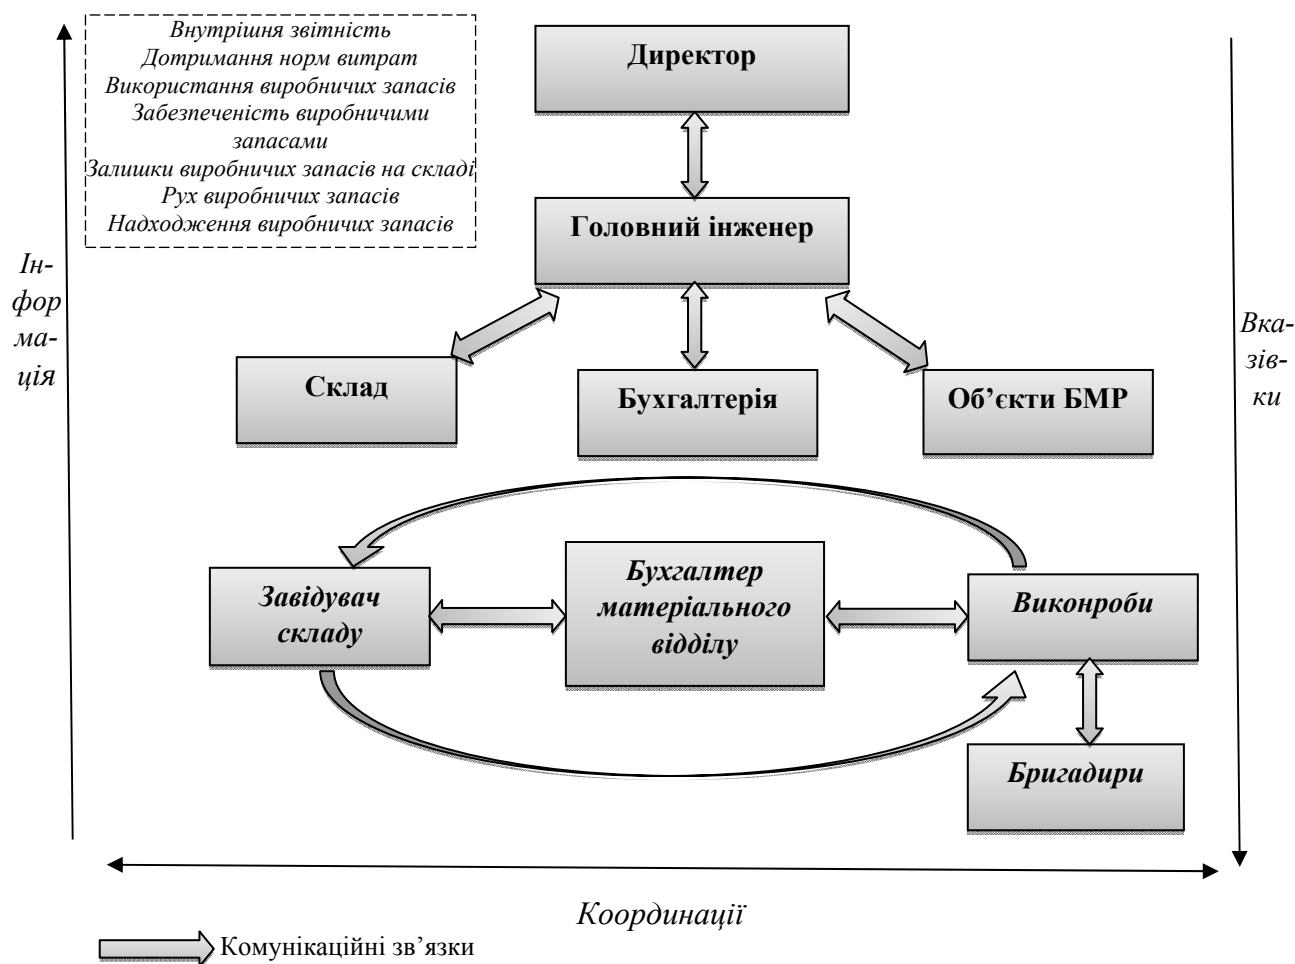 Внутрішня звітність
Дотримання норм витрат
Використання виробничих запасів
Забезпеченість виробничими
запасами
Залишки виробничих запасів на складі
Рух виробничих запасів
Надходження виробничих запасів
Директор
Головний інженер
Ін-
фор
ма-
ція
Вка-
зів-
ки
Склад
Бухгалтерія
Об’єкти БМР
Завідувач
складу
Бухгалтер
матеріального
відділу
Виконроби
Бригадири
Координації
Комунікаційні зв’язки